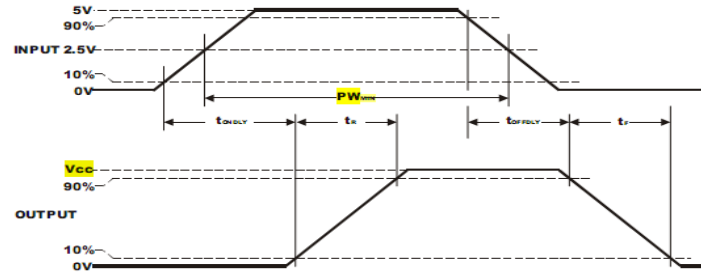 5V
90%
INPUT 2.5V
10%
0V
PWMIN
tONDLY
tR
tOFFDLY
tF
Vcc
90%
OUTPUT
10%
0V